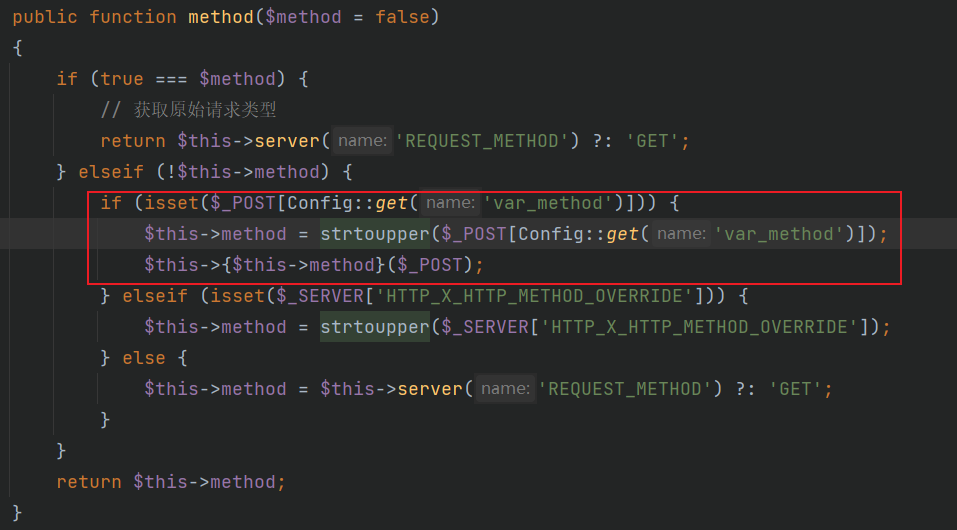 public function method($method = false)
{
    if (true === $method) {
        // 获取原始请求类型
        return $this->server( name: 'REQUEST_METHOD') ?: 'GET';
    } elseif (!$this->method) {
        if (isset($_POST[Config::get( name: 'var_method')])) {
            $this->method = strtoupper($_POST[Config::get( name: 'var_method')]);
            $this->{$this->method}($_POST);
        } elseif (isset($_SERVER['HTTP_X_HTTP_METHOD_OVERRIDE'])) {
            $this->method = strtoupper($_SERVER['HTTP_X_HTTP_METHOD_OVERRIDE']);
        } else {
            $this->method = $this->server( name: 'REQUEST_METHOD') ?: 'GET';
        }
    }
    return $this->method;
}